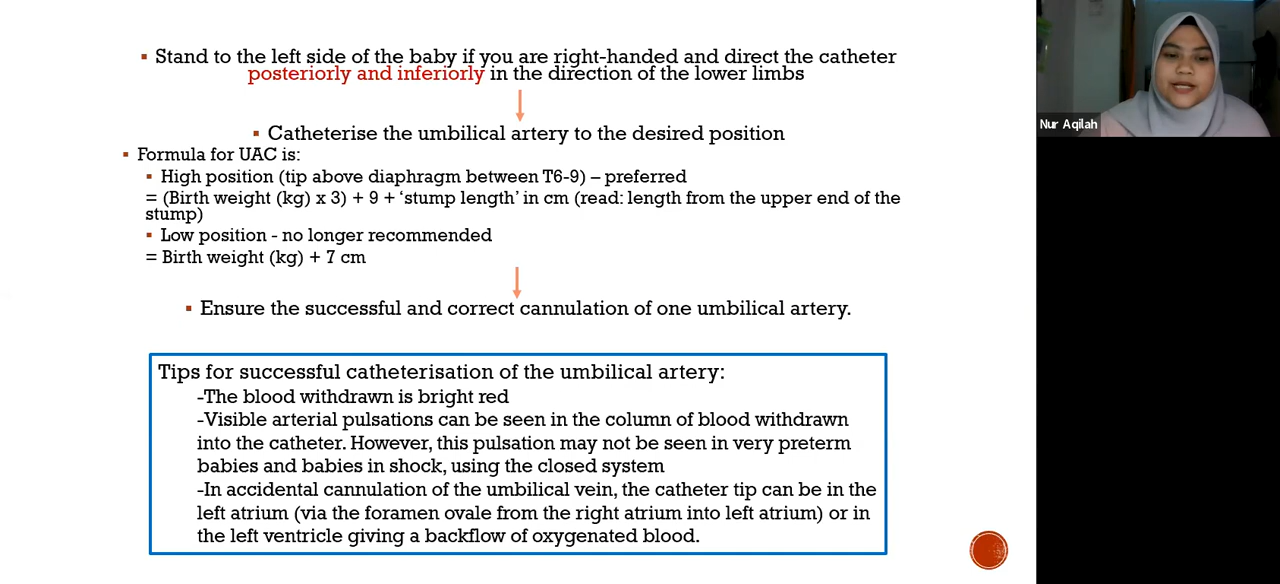 ▪ Stand to the left side of the baby if you are right-handed and direct the catheter
posteriorly and inferiorly in the direction of the lower limbs
▪ Catheterise the umbilical artery to the desired position
▪ Formula for UAC is:
▪ High position (tip above diaphragm between T6-9) – preferred
= (Birth weight (kg) x 3) + 9 + ‘stump length’ in cm (read: length from the upper end of the
stump)
▪ Low position - no longer recommended
= Birth weight (kg) + 7 cm
▪ Ensure the successful and correct cannulation of one umbilical artery.
Tips for successful catheterisation of the umbilical artery:
-The blood withdrawn is bright red
-Visible arterial pulsations can be seen in the column of blood withdrawn
into the catheter. However, this pulsation may not be seen in very preterm
babies and babies in shock, using the closed system
-In accidental cannulation of the umbilical vein, the catheter tip can be in the
left atrium (via the foramen ovale from the right atrium into left atrium) or in
the left ventricle giving a backflow of oxygenated blood.
Nur Aqilah